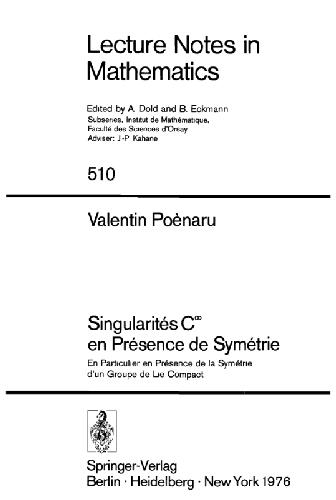 Lecture Notes in
Mathematics
Edited by A. Dold and B. Eckmann
Subseries: Institut de Mathématique,
Faculté des Sciences d'Orsay
Adviser: J.-P. Kahane
510
Valentin Poènaru
Singularités C∞
en Présence de Symétrie
En Particulier en Présence de la Symétrie
d'un Groupe de Lie Compact
Springer-Verlag
Berlin · Heidelberg · New York 1976